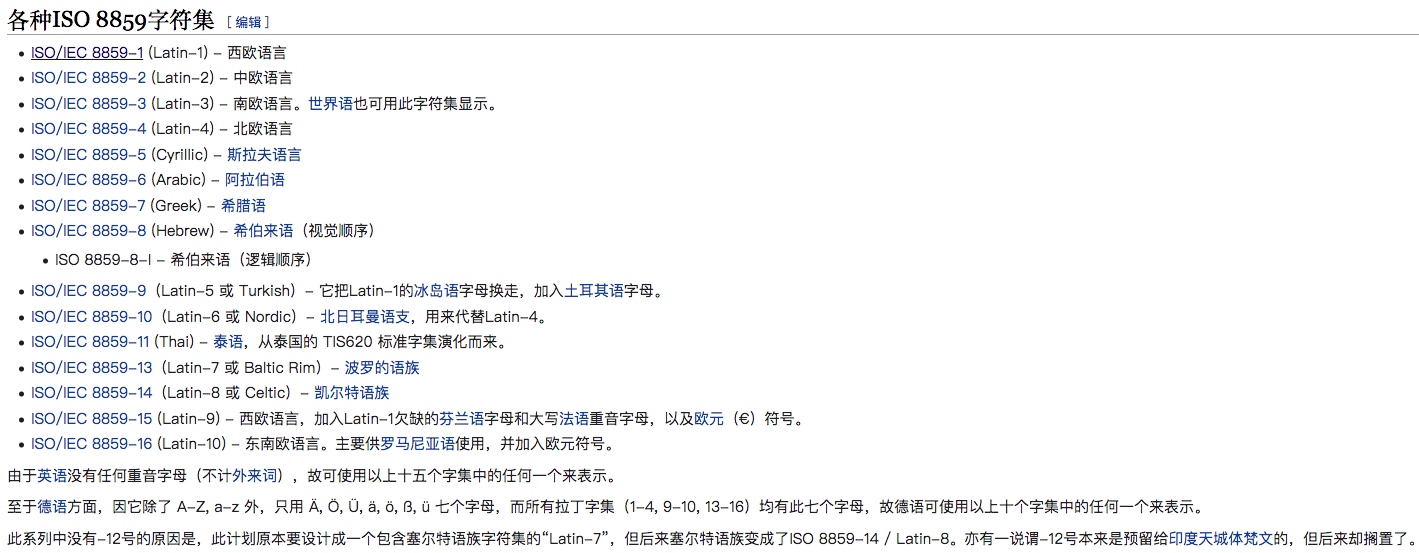 各种ISO 8859字符集 [ 编辑 ]
• ISO/IEC 8859-1 (Latin-1) – 西欧语言
• ISO/IEC 8859-2 (Latin-2) – 中欧语言
• ISO/IEC 8859-3 (Latin-3) – 南欧语言。世界语也可用此字符集显示。
• ISO/IEC 8859-4 (Latin-4) – 北欧语言
• ISO/IEC 8859-5 (Cyrillic) – 斯拉夫语言
• ISO/IEC 8859-6 (Arabic) – 阿拉伯语
• ISO/IEC 8859-7 (Greek) – 希腊语
• ISO/IEC 8859-8 (Hebrew) – 希伯来语（视觉顺序）
• ISO 8859-8-I – 希伯来语（逻辑顺序）
• ISO/IEC 8859-9（Latin-5 或 Turkish）– 它把Latin-1的冰岛语字母换走，加入土耳其语字母。
• ISO/IEC 8859-10（Latin-6 或 Nordic）– 北日耳曼语支，用来代替Latin-4。
• ISO/IEC 8859-11 (Thai) – 泰语，从泰国的 TIS620 标准字集演化而来。
• ISO/IEC 8859-13（Latin-7 或 Baltic Rim）– 波罗的语族
• ISO/IEC 8859-14（Latin-8 或 Celtic）– 凯尔特语族
• ISO/IEC 8859-15 (Latin-9) – 西欧语言，加入Latin-1欠缺的芬兰语字母和大写法语重音字母，以及欧元（€）符号。
• ISO/IEC 8859-16 (Latin-10) – 东南欧语言。主要供罗马尼亚语使用，并加入欧元符号。
由于英语没有任何重音字母（不计外来词），故可使用以上十五个字集中的任何一个来表示。
至于德语方面，因它除了 A-Z, a-z 外，只用 Ä, Ö, Ü, ä, ö, ß, ü 七个字母，而所有拉丁字集（1-4, 9-10, 13-16）均有此七个字母，故德语可使用以上十个字集中的任何一个来表示。
此系列中没有-12号的原因是，此计划原本要设计成一个包含塞尔特语族字符集的“Latin-7”，但后来塞尔特语族变成了ISO 8859-14 / Latin-8。亦有一说谓-12号本来是预留给印度天城体梵文的，但后来却搁置了。